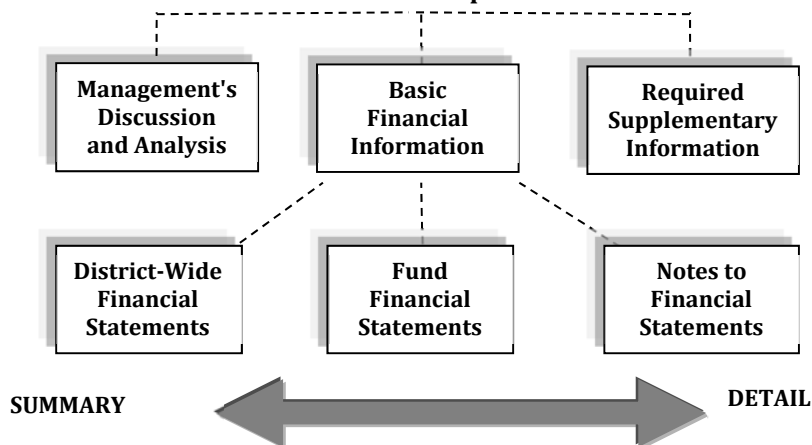 Management's
Discussion
and Analysis
Basic
Financial
Information
Required
Supplementary
Information
District-Wide
Financial
Statements
Fund
Financial
Statements
Notes to
Financial
Statements
SUMMARY
DETAIL